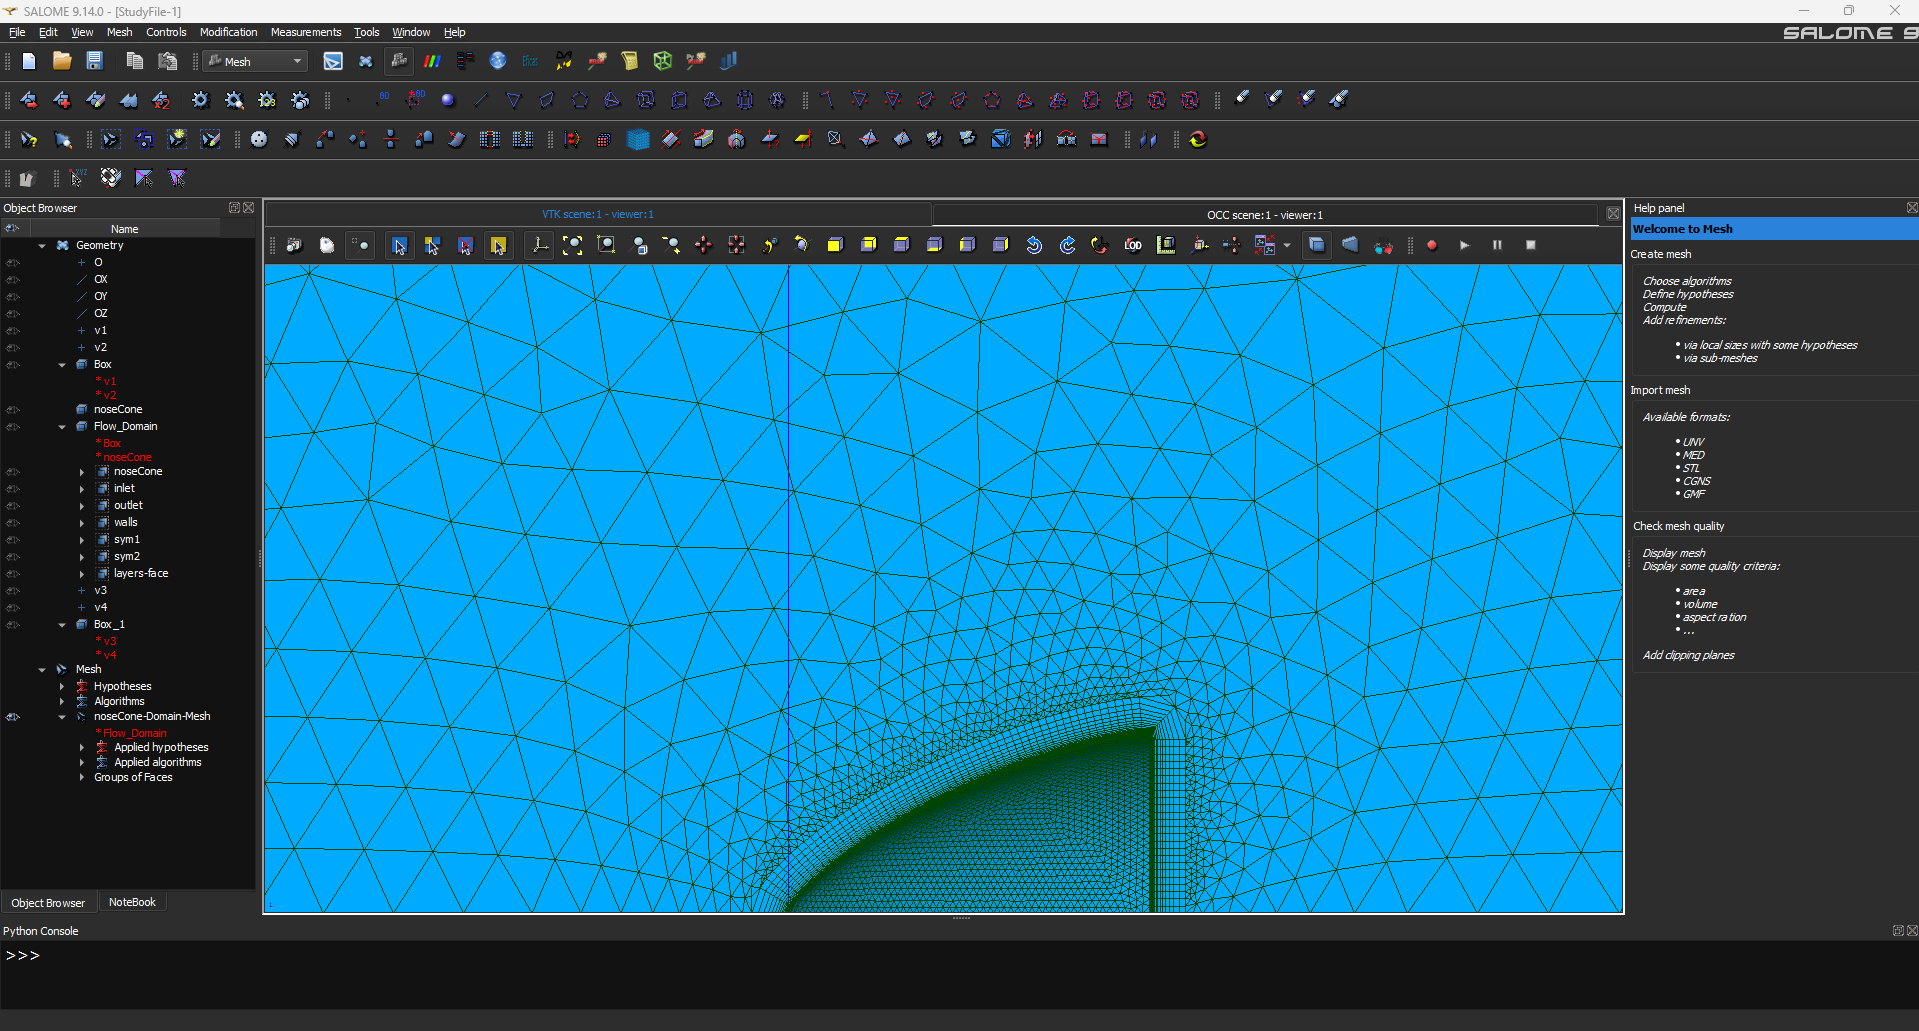 SALOME 9.14.0 - [StudyFile-1]
File Edit View Mesh Controls Modification Measurements Tools Window Help
SALOME 9
Mesh
Object Browser
Name
Geometry
O
OX
OY
OZ
v1
v2
Box
* v1
* v2
noseCone
Flow_Domain
* Box
* noseCone
noseCone
inlet
outlet
walls
sym1
sym2
layers-face
v3
v4
Box_1
* v3
* v4
Mesh
Hypotheses
Algorithms
noseCone-Domain-Mesh
* Flow_Domain
Applied hypotheses
Applied algorithms
Groups of Faces
Object Browser NoteBook
VTK scene:1 - viewer:1
OCC scene:1 - viewer:1
LOD
Help panel
Welcome to Mesh
Create mesh
Choose algorithms
Define hypotheses
Compute
Add refinements:
• via local sizes with some hypotheses
• via sub-meshes
Import mesh
Available formats:
• UNV
• MED
• STL
• CGNS
• GMF
Check mesh quality
Display mesh
Display some quality criteria:
• area
• volume
• aspect ration
• ...
Add clipping planes
Python Console
>>>